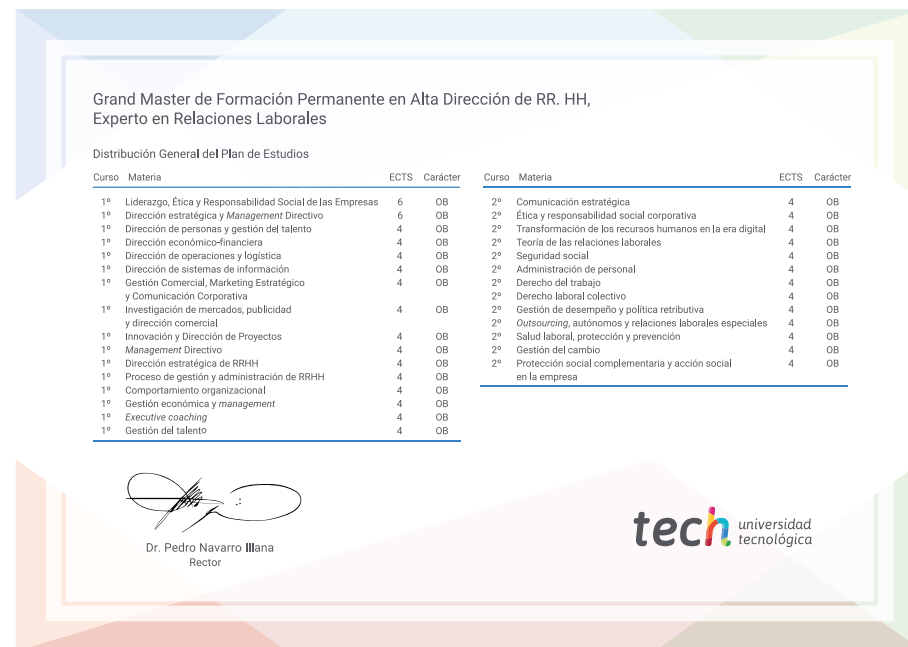 Grand Master de Formación Permanente en Alta Dirección de RR. HH,
Experto en Relaciones Laborales
Distribución General del Plan de Estudios
Curso Materia ECTS Carácter
1º Liderazgo, Ética y Responsabilidad Social de las Empresas 6 OB
1º Dirección estratégica y Management Directivo 6 OB
1º Dirección de personas y gestión del talento 4 OB
1º Dirección económico-financiera 4 OB
1º Dirección de operaciones y logística 4 OB
1º Dirección de sistemas de información 4 OB
1º Gestión Comercial, Marketing Estratégico 4 OB
y Comunicación Corporativa
1º Investigación de mercados, publicidad 4 OB
y dirección comercial
1º Innovación y Dirección de Proyectos 4 OB
1º Management Directivo 4 OB
1º Dirección estratégica de RRHH 4 OB
1º Proceso de gestión y administración de RRHH 4 OB
1º Comportamiento organizacional 4 OB
1º Gestión económica y management 4 OB
1º Executive coaching 4 OB
1º Gestión del talento 4 OB
Curso Materia ECTS Carácter
2º Comunicación estratégica 4 OB
2º Ética y responsabilidad social corporativa 4 OB
2º Transformación de los recursos humanos en la era digital 4 OB
2º Teoría de las relaciones laborales 4 OB
2º Seguridad social 4 OB
2º Administración de personal 4 OB
2º Derecho del trabajo 4 OB
2º Derecho laboral colectivo 4 OB
2º Gestión de desempeño y política retributiva 4 OB
2º Outsourcing, autónomos y relaciones laborales especiales 4 OB
2º Salud laboral, protección y prevención 4 OB
2º Gestión del cambio 4 OB
2º Protección social complementaria y acción social 4 OB
en la empresa
Dr. Pedro Navarro Illana
Rector
tech universidad
tecnológica